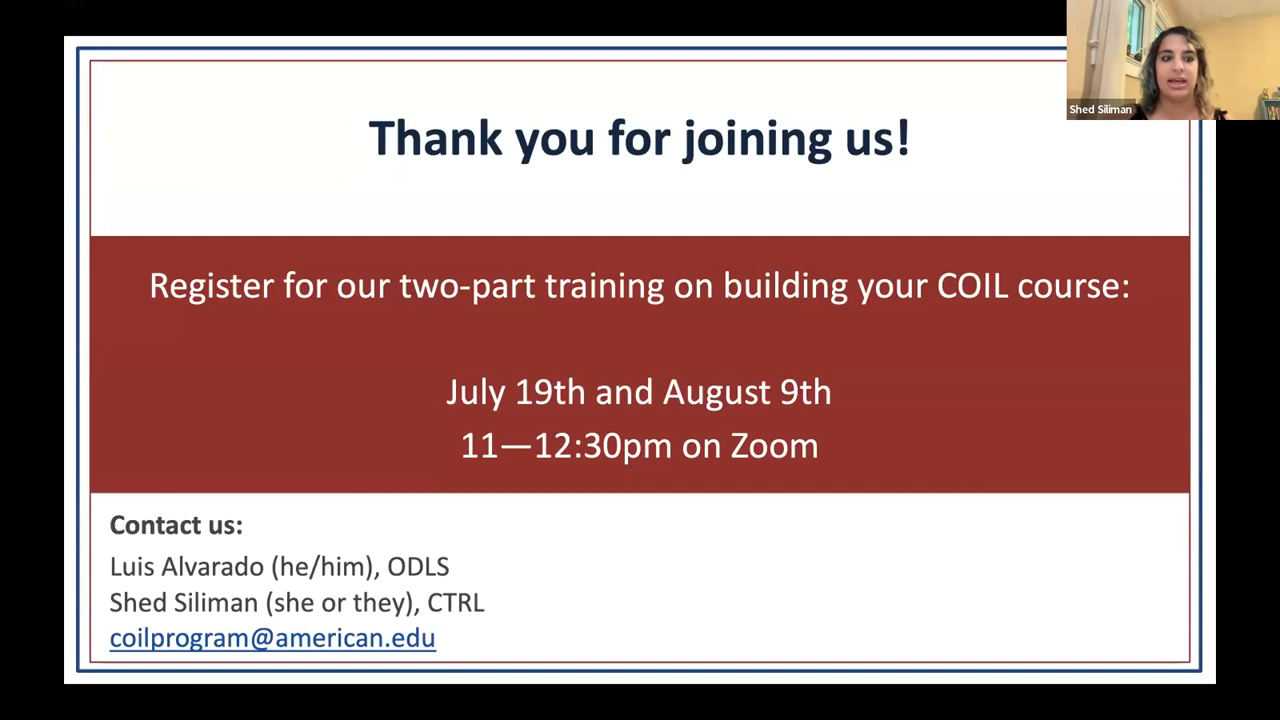 Thank you for joining us!
Shed Siliman
Register for our two-part training on building your COIL course:
July 19th and August 9th
11—12:30pm on Zoom
Contact us:
Luis Alvarado (he/him), ODLS
Shed Siliman (she or they), CTRL
coilprogram@american.edu